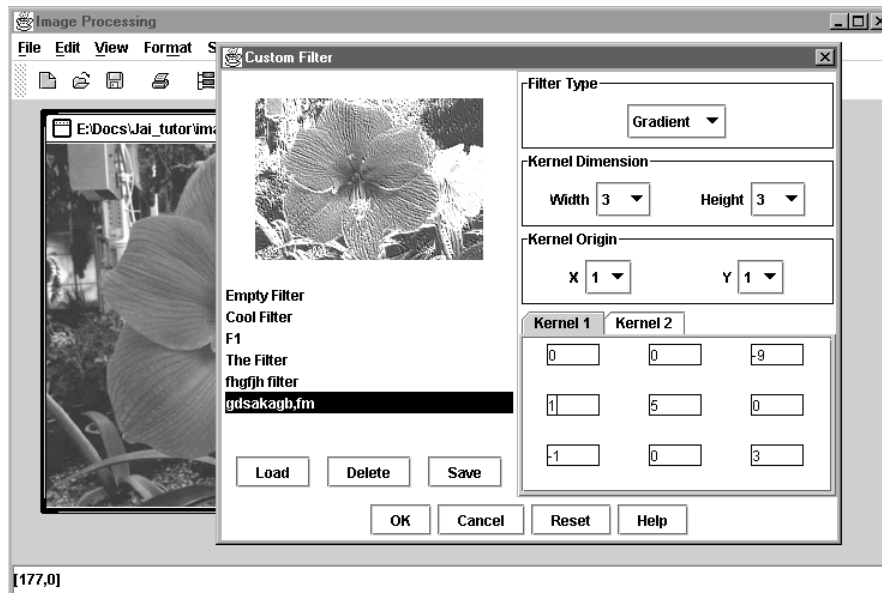 Image Processing
File Edit View Format S
Custom Filter
E:\Docs\Jai_tutor\ima
Empty Filter
Cool Filter
F1
The Filter
fhgfjh filter
gdsakagb,fm
Load Delete Save
Filter Type
Gradient
Kernel Dimension
Width 3 Height 3
Kernel Origin
X 1 Y 1
Kernel 1 Kernel 2
0 0 -9
1 5 0
-1 0 3
OK Cancel Reset Help
[177,0]